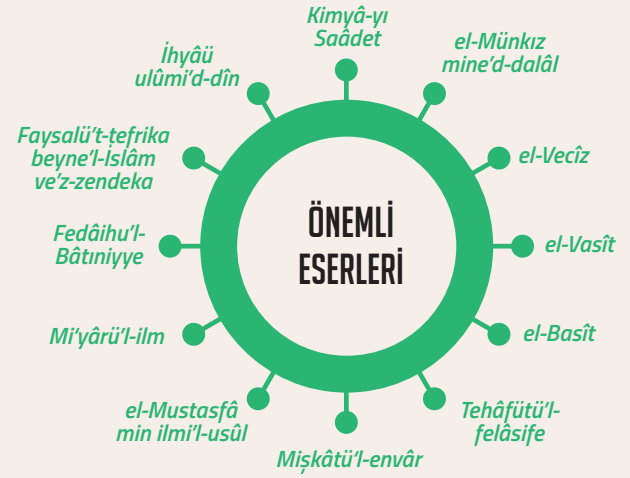 Kimyâ-yı
Saâdet
el-Münkız
mine'd-dalâl
el-Vecîz
el-Vasît
el-Basît
Tehâfütü'l-
felâsife
Mişkâtü'l-envâr
el-Mustasfâ
min ilmi'l-usûl
Mi'yârü'l-ilm
Fedâihu'l-
Bâtıniyye
Faysalü't-tefrika
beyne'l-İslâm
ve'z-zendeka
İhyâü
ulûmi'd-dîn
ÖNEMLİ
ESERLERİ